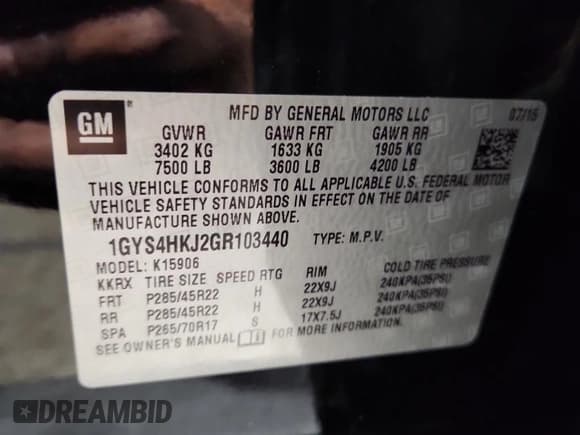 GM
MFD BY GENERAL MOTORS LLC 07/15
GVWR GAWR FRT GAWR RR
3402 KG 1633 KG 1905 KG
7500 LB 3600 LB 4200 LB
THIS VEHICLE CONFORMS TO ALL APPLICABLE U.S. FEDERAL MOTOR
VEHICLE SAFETY STANDARDS IN EFFECT ON THE DATE OF
MANUFACTURE SHOWN ABOVE.
1GYS4HKJ2GR103440 TYPE: M.P.V.
MODEL: K15906
KKRX TIRE SIZE SPEED RTG RIM COLD TIRE PRESSURE
FRT P285/45R22 H 22X9J 240KPA(35PSI)
RR P285/45R22 H 22X9J 240KPA(35PSI)
SPA P265/70R17 S 17X7.5J 240KPA(35PSI)
SEE OWNER'S MANUAL FOR MORE INFORMATION.
DREAMBID